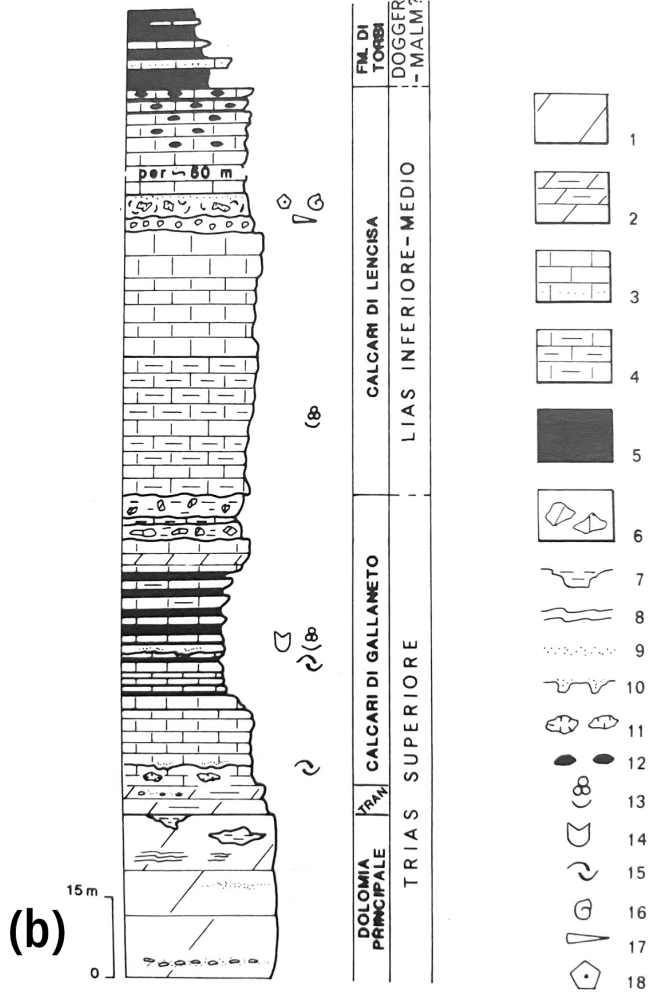 FM. DI TORBI
DOGGER -MALM?
per ~ 60 m
CALCARI DI LENCISA
LIAS INFERIORE-MEDIO
CALCARI DI GALLANETO
TRAN
TRIAS SUPERIORE
DOLOMIA PRINCIPALE
15 m
0
(b)
1
2
3
4
5
6
7
8
9
10
11
12
13
14
15
16
17
18